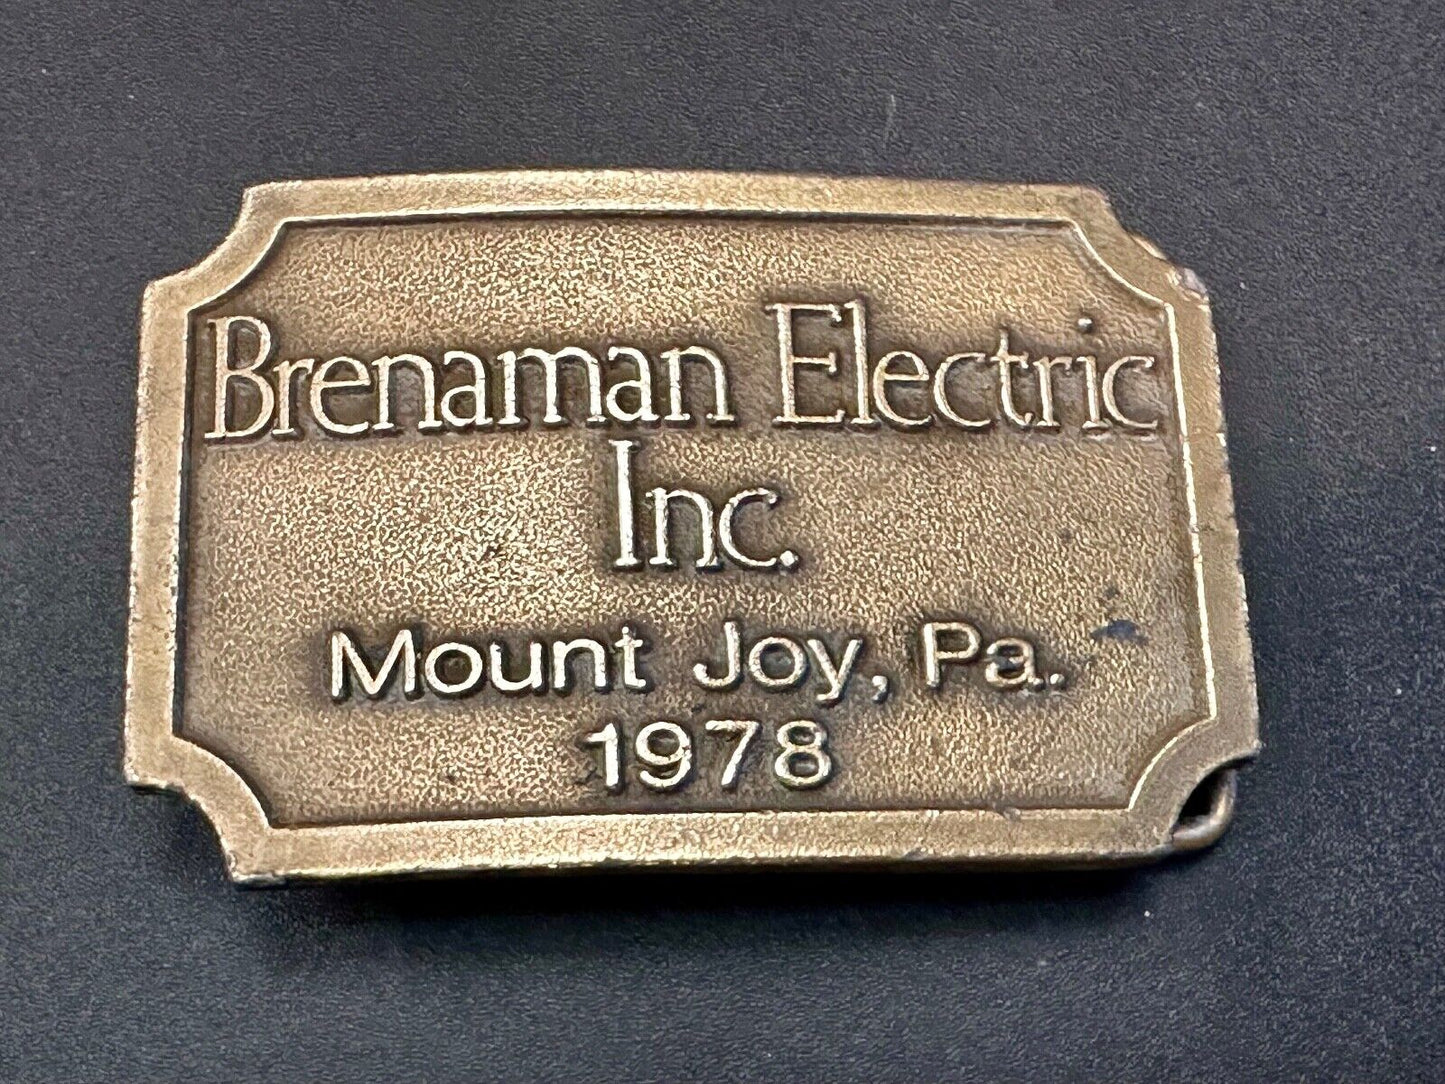 Brenaman Electric
Inc.
Mount Joy, Pa.
1978